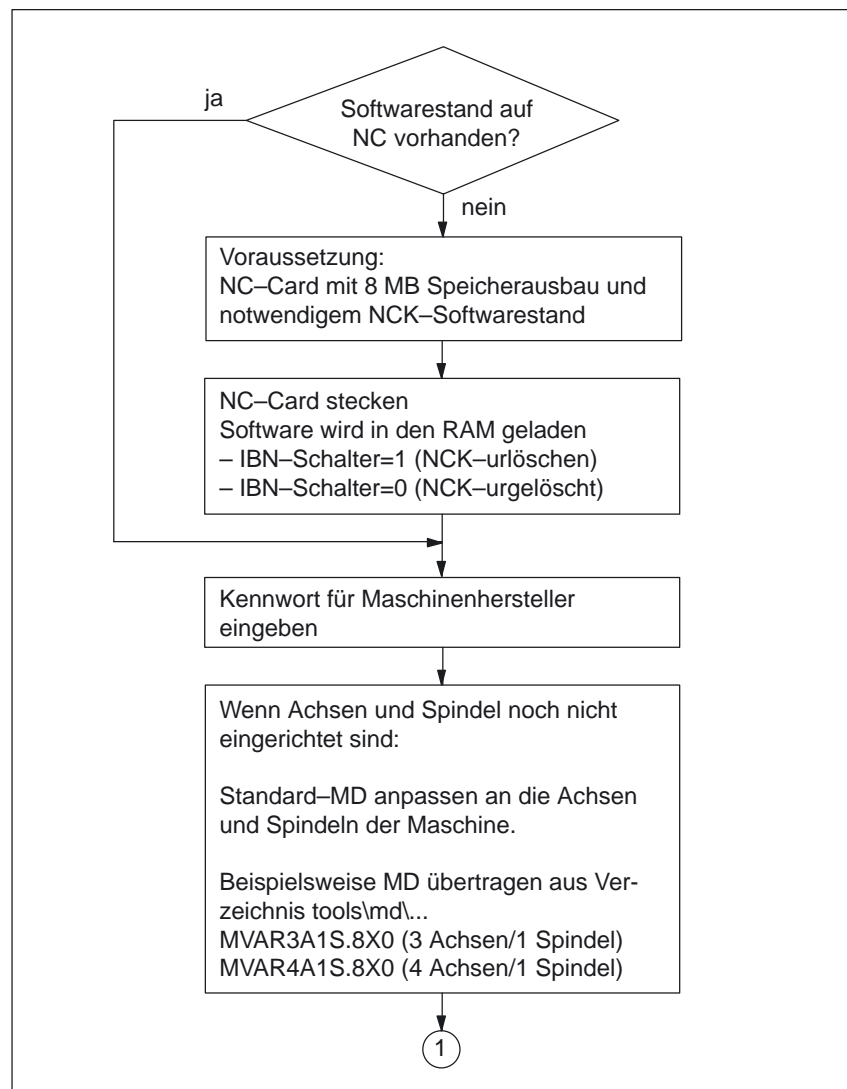 ja
Softwarestand auf
NC vorhanden?
nein
Voraussetzung:
NC–Card mit 8 MB Speicherausbau und
notwendigem NCK–Softwarestand
NC–Card stecken
Software wird in den RAM geladen
– IBN–Schalter=1 (NCK–urlöschen)
– IBN–Schalter=0 (NCK–urgelöscht)
Kennwort für Maschinenhersteller
eingeben
Wenn Achsen und Spindel noch nicht
eingerichtet sind:
Standard–MD anpassen an die Achsen
und Spindeln der Maschine.
Beispielsweise MD übertragen aus Ver-
zeichnis tools\md\...
MVAR3A1S.8X0 (3 Achsen/1 Spindel)
MVAR4A1S.8X0 (4 Achsen/1 Spindel)
1